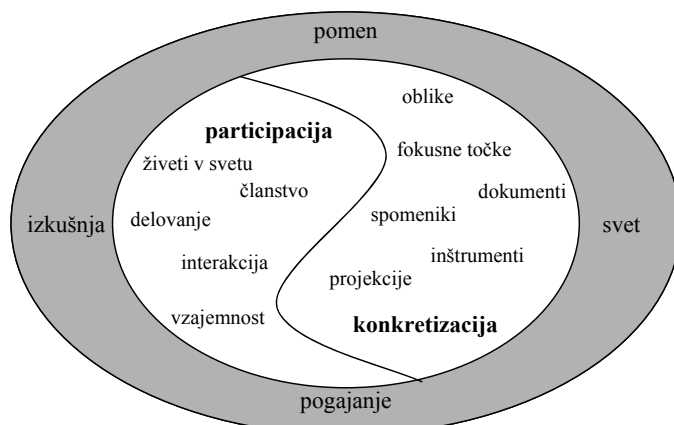 pomen
oblike
participacija
fokusne točke
živeti v svetu
članstvo
dokumenti
izkušnja
delovanje
spomeniki
svet
interakcija
inštrumenti
projekcije
vzajemnost
konkretizacija
pogajanje